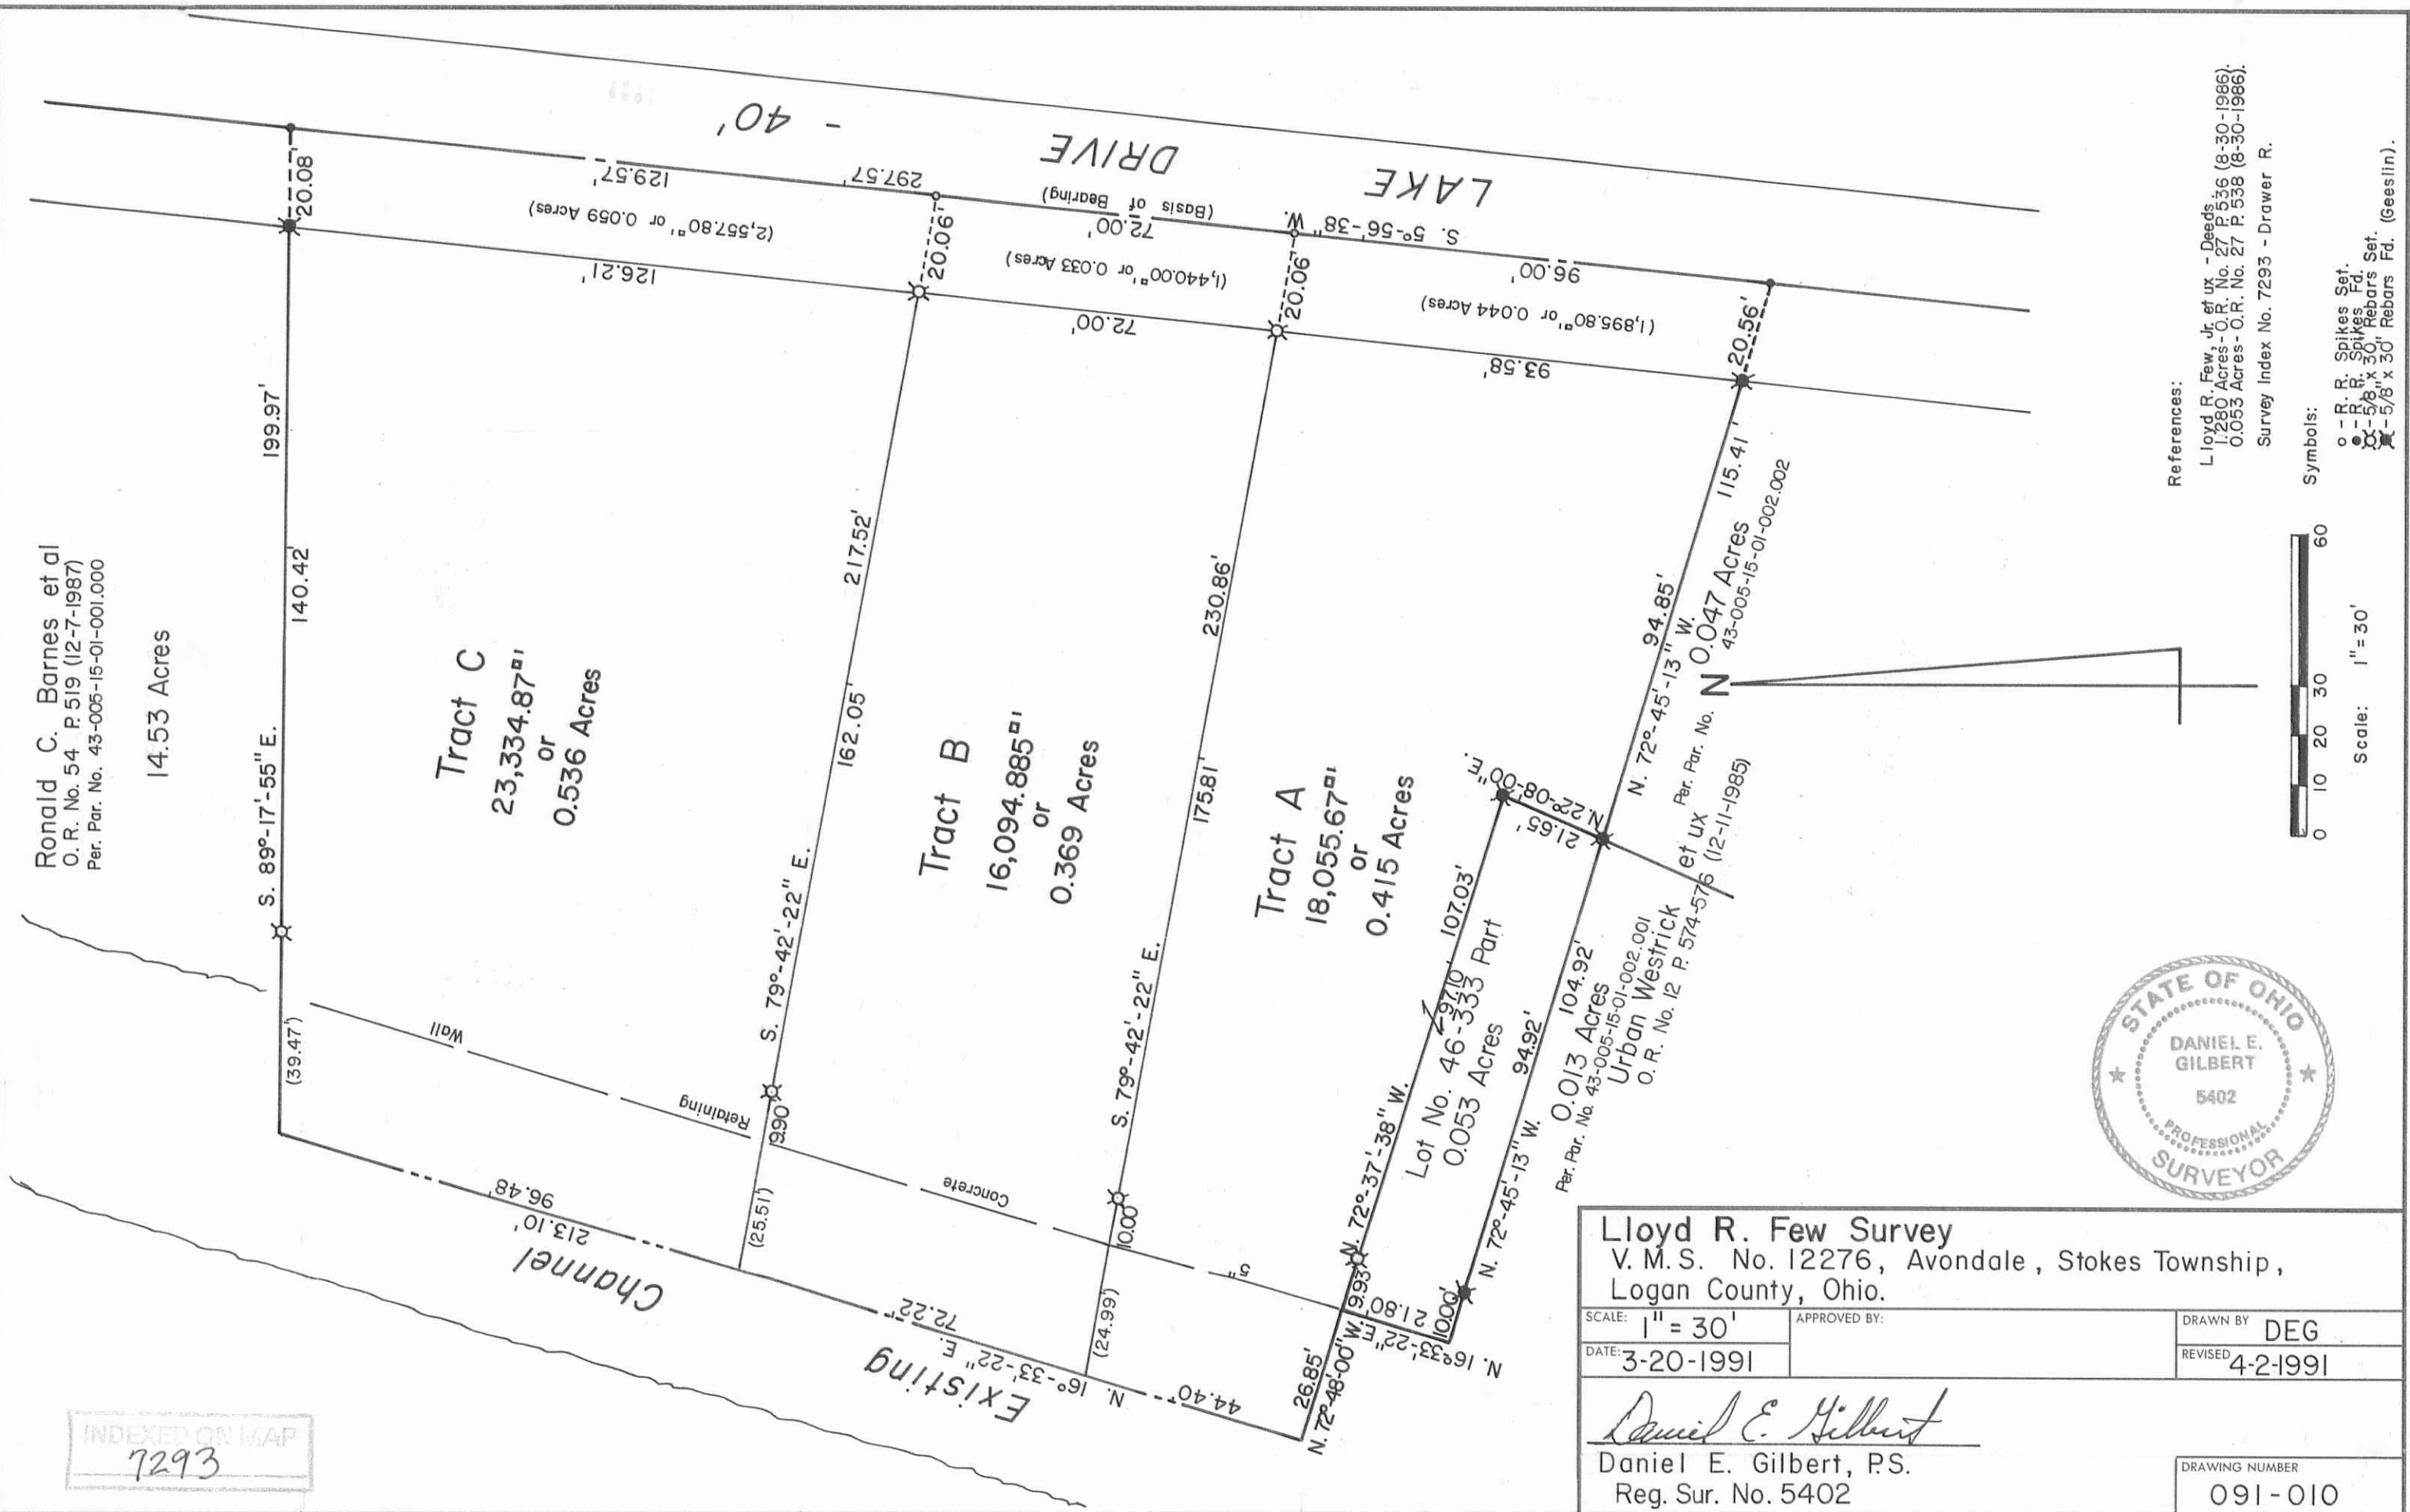 Ronald C. Barnes et al
O. R. No. 54 P. 519 (12-7-1987)
Per. Par. No. 43-005-15-01-001.000
14.53 Acres
S. 89°-17'-55" E.
199.97'
140.42'
(39.47')
20.08'
LAKE DRIVE - 40'
S. 5°-56'-38" W.
(Basis of Bearing)
297.57'
129.57'
72.00'
96.00'
(2,557.80□' or 0.059 Acres)
(1,440.00□' or 0.033 Acres)
(1,895.80□' or 0.044 Acres)
126.21'
72.00'
93.58'
20.06'
20.06'
20.56'
Tract C
23,334.87□'
or
0.536 Acres
S. 79°-42'-22" E.
217.52'
162.05'
9.90'
(25.51')
Tract B
16,094.885□'
or
0.369 Acres
S. 79°-42'-22" E.
230.86'
175.81'
10.00'
(24.99')
Tract A
18,055.67□'
or
0.415 Acres
5" Concrete Retaining Wall
Existing Channel
N. 16°-33'-22" E.
213.10'
96.48'
72.22'
44.40'
26.85'
N. 72°-48'-00" W.
9.93'
N. 72°-37'-38" W.
107.03'
97.10'
Lot No. 46-333 Part
0.053 Acres
N. 22°-08'-00" E.
21.65'
21.80'
N. 16°-33'-22" E.
10.00'
N. 72°-45'-13" W.
94.92'
104.92'
N. 72°-45'-13" W.
94.85'
115.41'
0.013 Acres
Per. Par. No. 43-005-15-01-002.001
Urban Westrick et ux
O. R. No. 12 P. 574-576 (12-11-1985)
0.047 Acres
Per. Par. No. 43-005-15-01-002.002
N
References:
Lloyd R. Few, Jr. et ux - Deeds.
1.280 Acres - O.R. No. 27 P. 536 (8-30-1986).
0.053 Acres - O.R. No. 27 P. 538 (8-30-1986).
Survey Index No. 7293 - Drawer R.
Symbols:
- R. R. Spikes Set.
- R. R. Spikes Fd.
- 5/8" x 30" Rebars Set.
- 5/8" x 30" Rebars Fd. (Geeslin).
0 10 20 30 60
Scale: 1" = 30'
STATE OF OHIO
DANIEL E.
GILBERT
5402
PROFESSIONAL
SURVEYOR
Lloyd R. Few Survey
V. M. S. No. 12276, Avondale, Stokes Township,
Logan County, Ohio.
SCALE: 1" = 30'
APPROVED BY:
DRAWN BY DEG
DATE: 3-20-1991
REVISED 4-2-1991
Daniel E. Gilbert
Daniel E. Gilbert, P.S.
Reg. Sur. No. 5402
DRAWING NUMBER
091-010
INDEXED ON MAP
7293